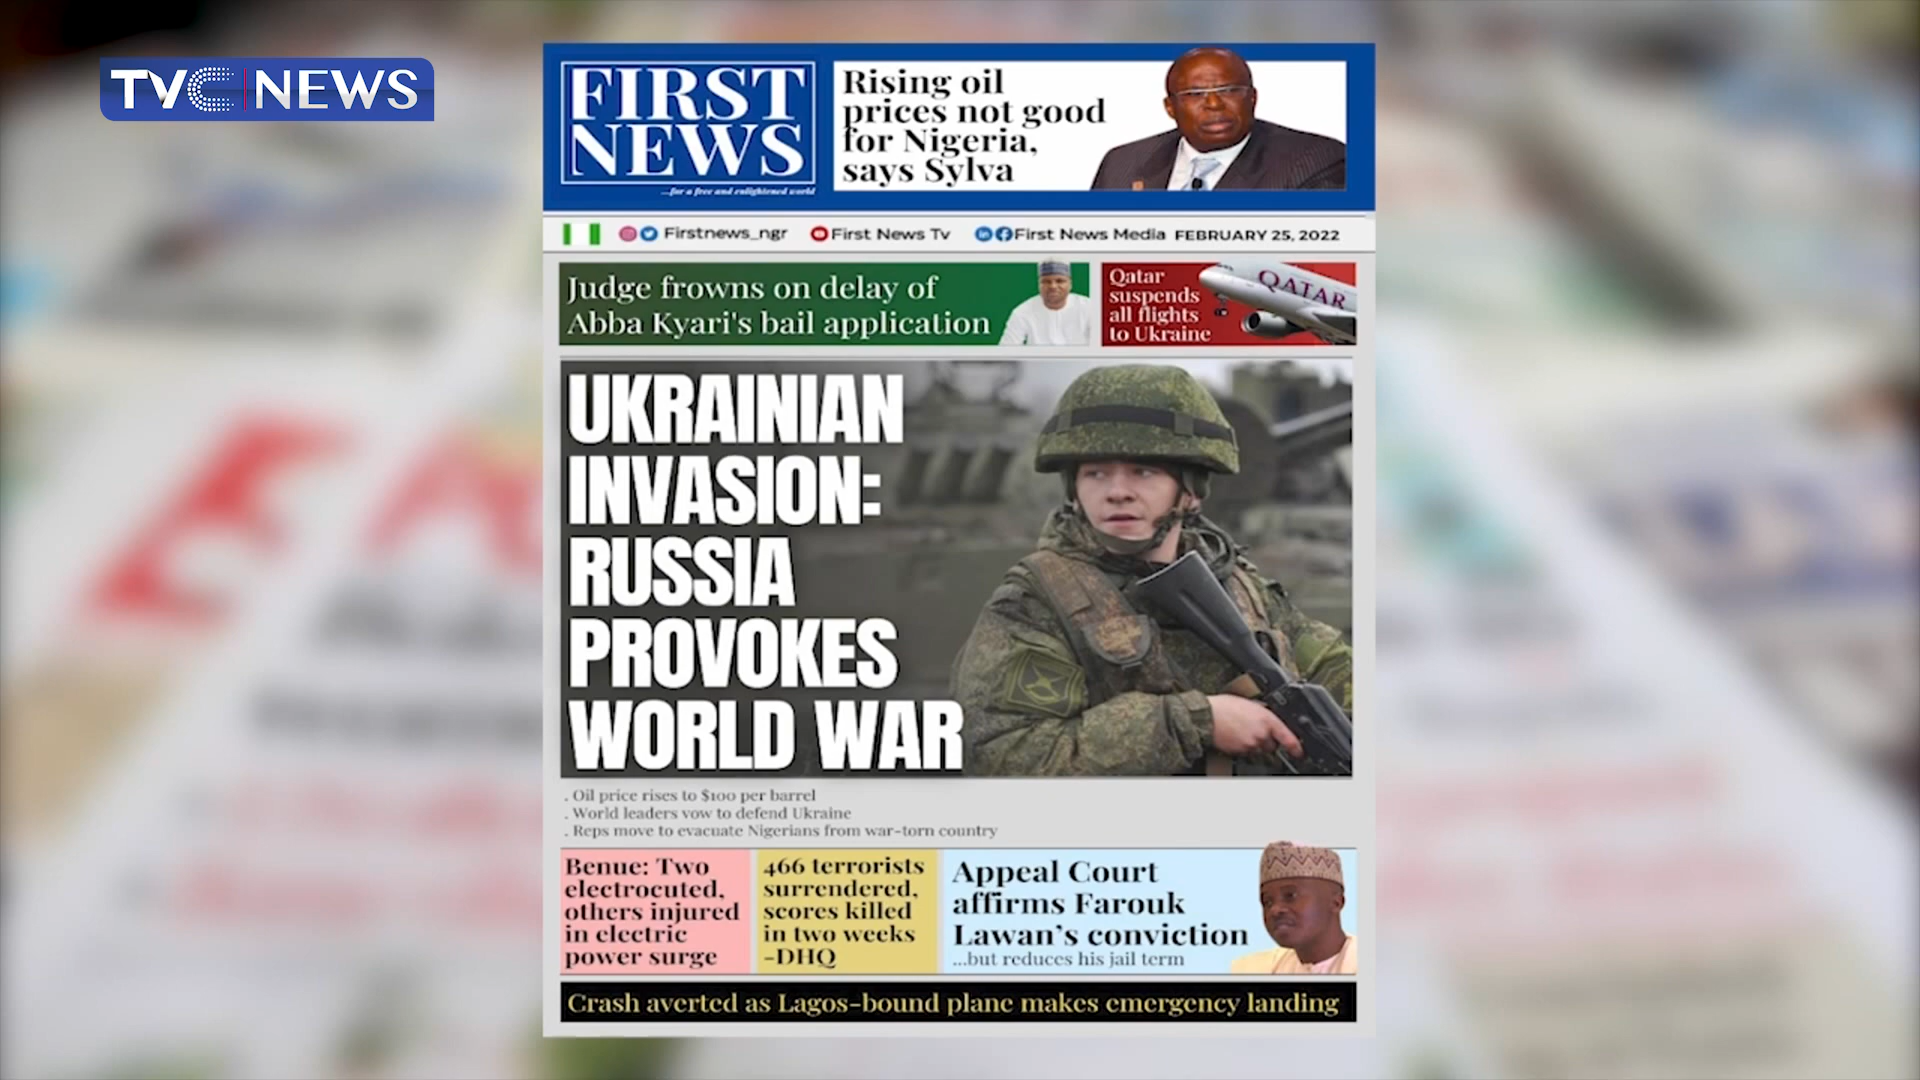 TVC NEWS
FIRST
NEWS
...for a free and enlightened world
Rising oil
prices not good
for Nigeria,
says Sylva
Firstnews_ngr First News Tv First News Media FEBRUARY 25, 2022
Judge frowns on delay of
Abba Kyari's bail application
Qatar
suspends
all flights
to Ukraine
QATAR
UKRAINIAN
INVASION:
RUSSIA
PROVOKES
WORLD WAR
. Oil price rises to $100 per barrel
. World leaders vow to defend Ukraine
. Reps move to evacuate Nigerians from war-torn country
Benue: Two
electrocuted,
others injured
in electric
power surge
466 terrorists
surrendered,
scores killed
in two weeks
-DHQ
Appeal Court
affirms Farouk
Lawan's conviction
...but reduces his jail term
Crash averted as Lagos-bound plane makes emergency landing